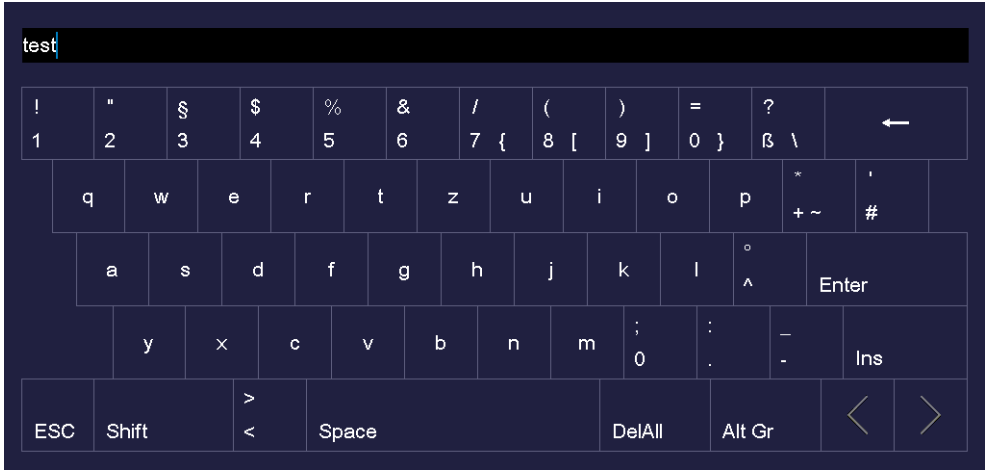 test
! " § $ % & / ( ) = ?
1 2 3 4 5 6 7 { 8 [ 9 ] 0 } ß \ ←
q w e r t z u i o p * + ~ ' #
a s d f g h j k l ° ^ Enter
y x c v b n m ; 0 : . _ - Ins
ESC Shift > < Space DelAll Alt Gr < >